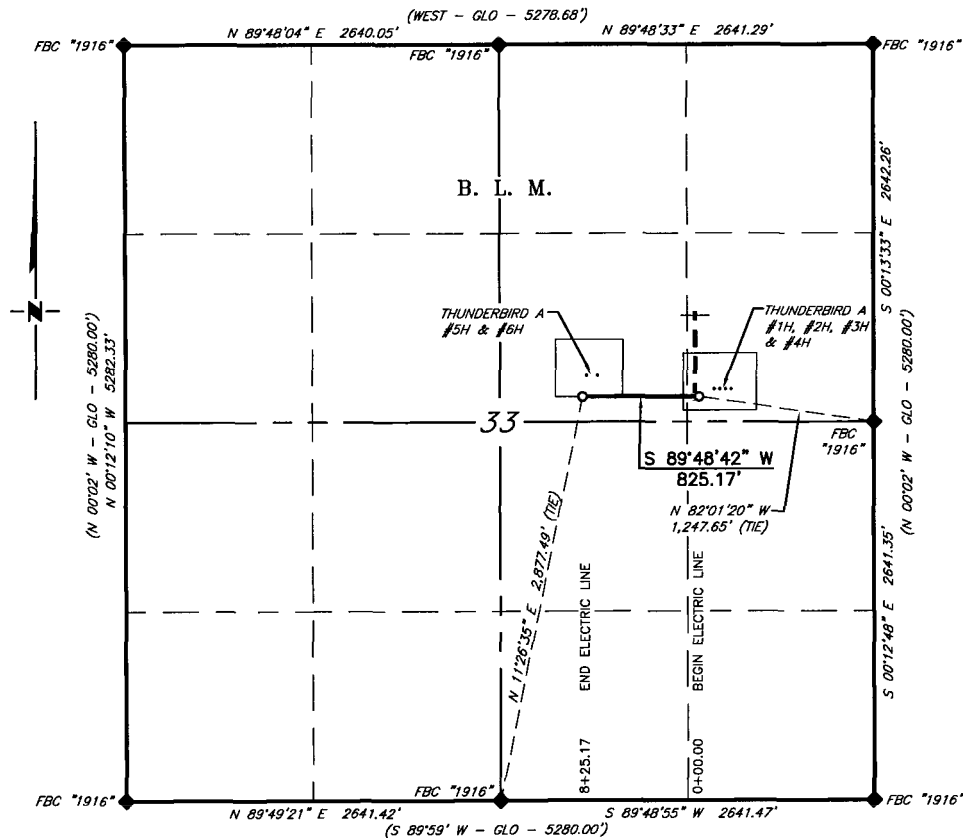 (WEST - GLO - 5278.68')
N 89°48'04" E 2640.05'
N 89°48'33" E 2641.29'
FBC "1916"
FBC "1916"
FBC "1916"
S 00°13'33" E 2642.26'
B. L. M.
N
THUNDERBIRD A
#5H & #6H
THUNDERBIRD A
#1H, #2H, #3H
& #4H
(N 00°02' W - GLO - 5280.00')
N 00°12'10" W 5282.33'
(N 00°02' W - GLO - 5280.00')
33
FBC
"1916"
S 89°48'42" W
825.17'
N 82°01'20" W
1,247.65' (TIE)
N 11°26'35" E 2,877.49' (TIE)
END ELECTRIC LINE
BEGIN ELECTRIC LINE
S 00°12'48" E 2641.35'
8+25.17
0+00.00
FBC "1916"
FBC "1916"
FBC "1916"
N 89°49'21" E 2641.42'
S 89°48'55" W 2641.47'
(S 89°59' W - GLO - 5280.00')